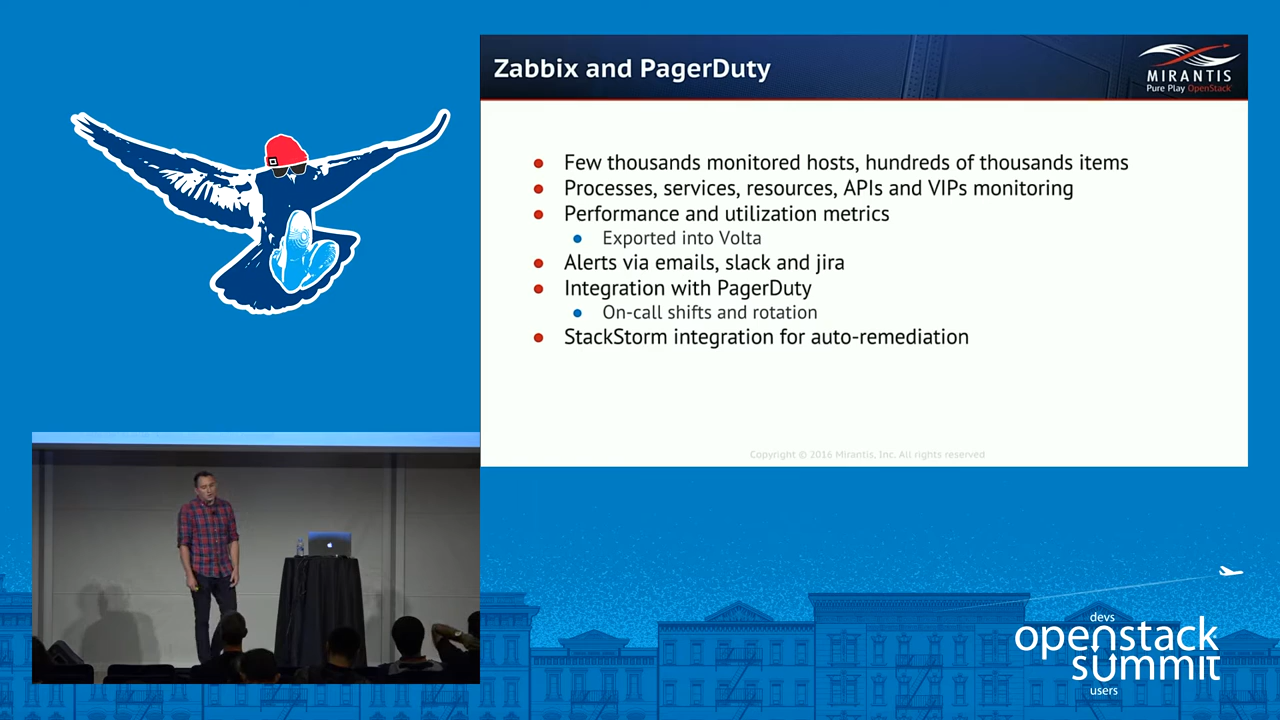 Zabbix and PagerDuty
MIRANTIS
Pure Play OpenStack
Few thousands monitored hosts, hundreds of thousands items
Processes, services, resources, APIs and VIPs monitoring
Performance and utilization metrics
Exported into Volta
Alerts via emails, slack and jira
Integration with PagerDuty
On-call shifts and rotation
StackStorm integration for auto-remediation
Copyright © 2016 Mirantis, Inc. All rights reserved
devs
openstack
summit
users